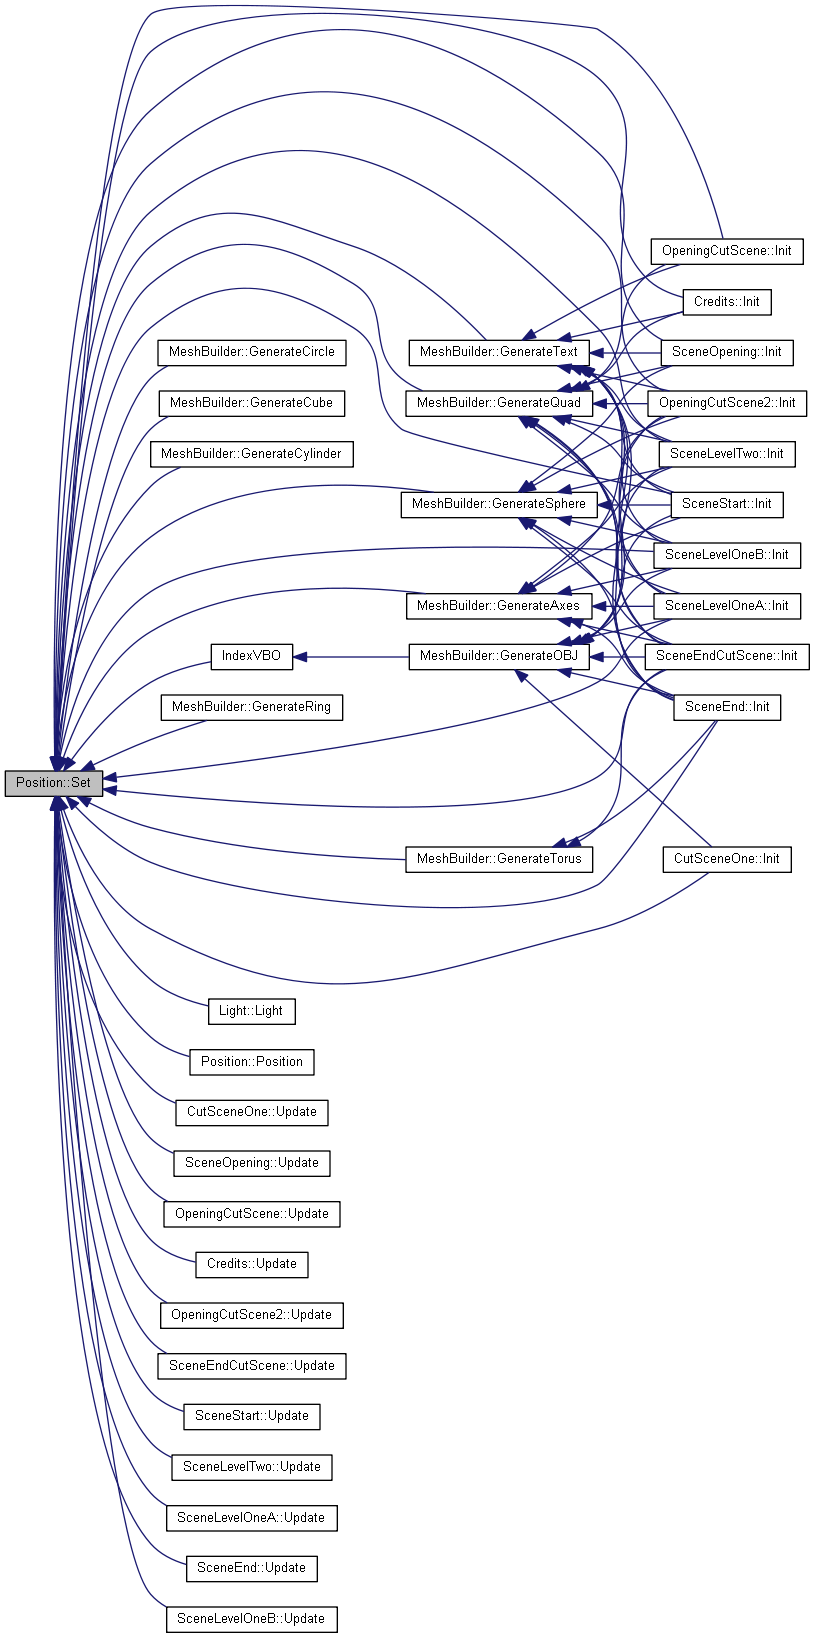 OpeningCutScene::Init
Credits::Init
MeshBuilder::GenerateCircle
MeshBuilder::GenerateText
SceneOpening::Init
MeshBuilder::GenerateCube
MeshBuilder::GenerateQuad
OpeningCutScene2::Init
MeshBuilder::GenerateCylinder
SceneLevelTwo::Init
MeshBuilder::GenerateSphere
SceneStart::Init
SceneLevelOneB::Init
MeshBuilder::GenerateAxes
SceneLevelOneA::Init
IndexVBO
MeshBuilder::GenerateOBJ
SceneEndCutScene::Init
MeshBuilder::GenerateRing
SceneEnd::Init
Position::Set
MeshBuilder::GenerateTorus
CutSceneOne::Init
Light::Light
Position::Position
CutSceneOne::Update
SceneOpening::Update
OpeningCutScene::Update
Credits::Update
OpeningCutScene2::Update
SceneEndCutScene::Update
SceneStart::Update
SceneLevelTwo::Update
SceneLevelOneA::Update
SceneEnd::Update
SceneLevelOneB::Update